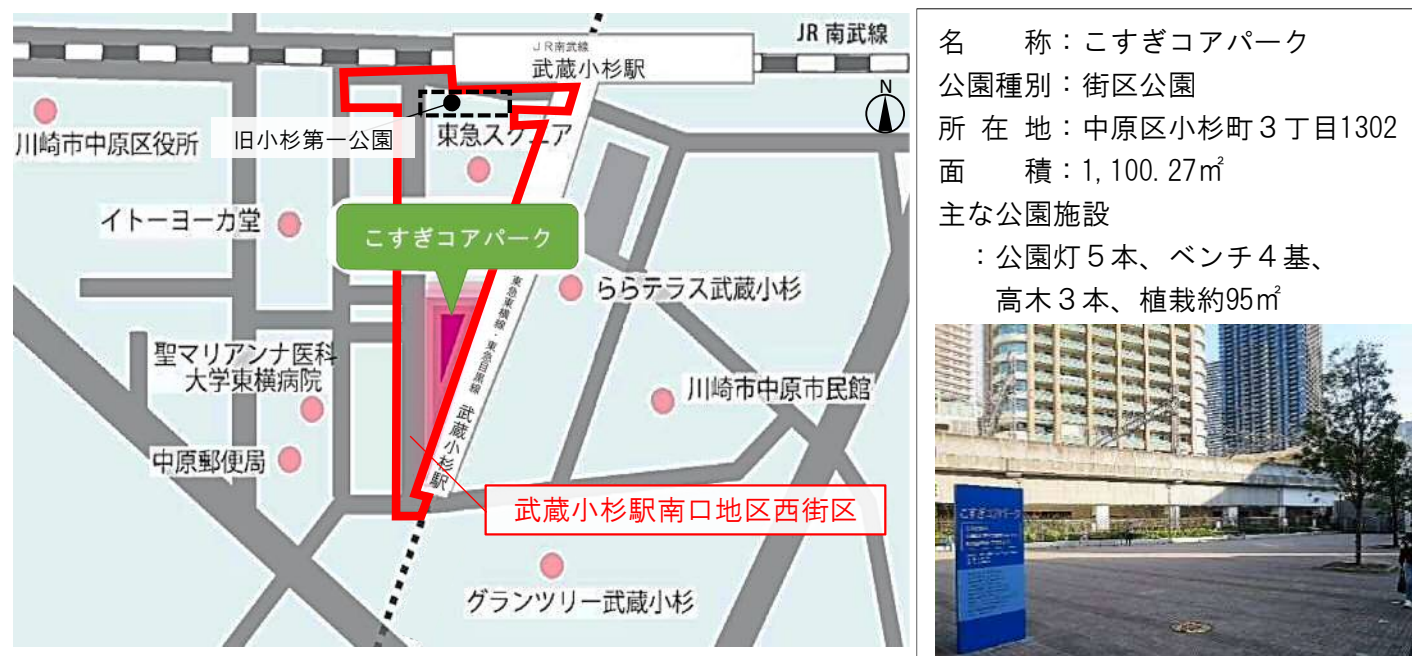 JR 南武線
JR南武線
武蔵小杉駅
N
川崎市中原区役所
旧小杉第一公園
東急スクエア
イトーヨーカ堂
こすぎコアパーク
東急東横線・東急目黒線
武蔵小杉駅
ららテラス武蔵小杉
聖マリアンナ医科
大学東横病院
川崎市中原市民館
中原郵便局
武蔵小杉駅南口地区西街区
グランツリー武蔵小杉
名　　称：こすぎコアパーク
公園種別：街区公園
所 在 地：中原区小杉町３丁目1302
面　　積：1,100.27㎡
主な公園施設
：公園灯５本、ベンチ４基、
高木３本、植栽約95㎡
こすぎコアパーク